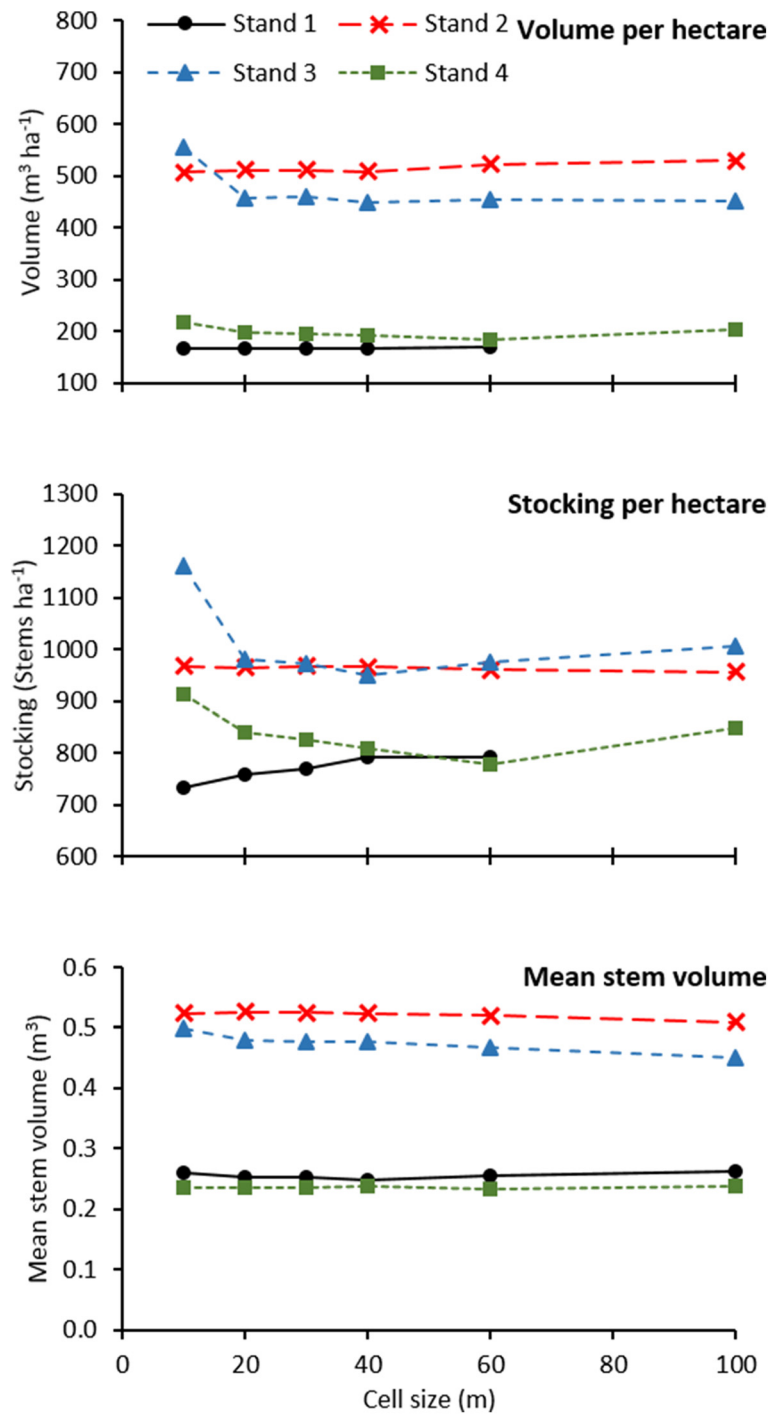 Stand 1 Stand 2 Volume per hectare
Stand 3 Stand 4
Volume (m³ ha⁻¹)
800
700
600
500
400
300
200
100
Stocking per hectare
Stocking (Stems ha⁻¹)
1300
1200
1100
1000
900
800
700
600
Mean stem volume
Mean stem volume (m³)
0.6
0.5
0.4
0.3
0.2
0.1
0.0
0 20 40 60 80 100
Cell size (m)